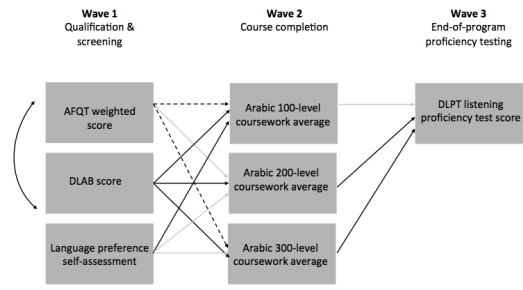 Wave 1
Qualification &
screening
Wave 2
Course completion
Wave 3
End-of-program
proficiency testing
AFQT weighted
score
Arabic 100-level
coursework average
DLPT listening
proficiency test score
DLAB score
Arabic 200-level
coursework average
Language preference
self-assessment
Arabic 300-level
coursework average